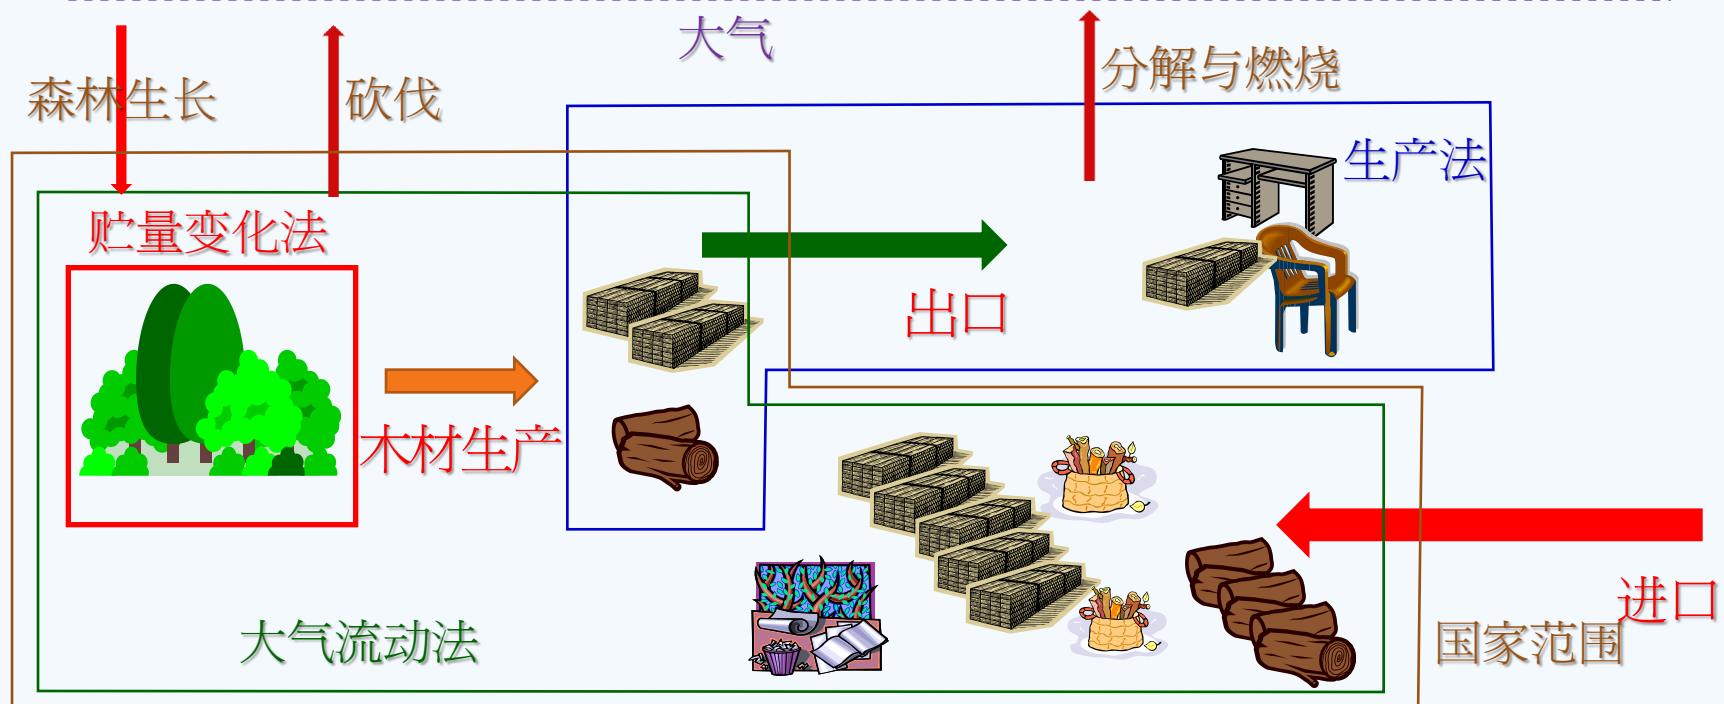 大气
分解与燃烧
森林生长
砍伐
生产法
贮量变化法
出口
木材生产
进口
大气流动法
国家范围